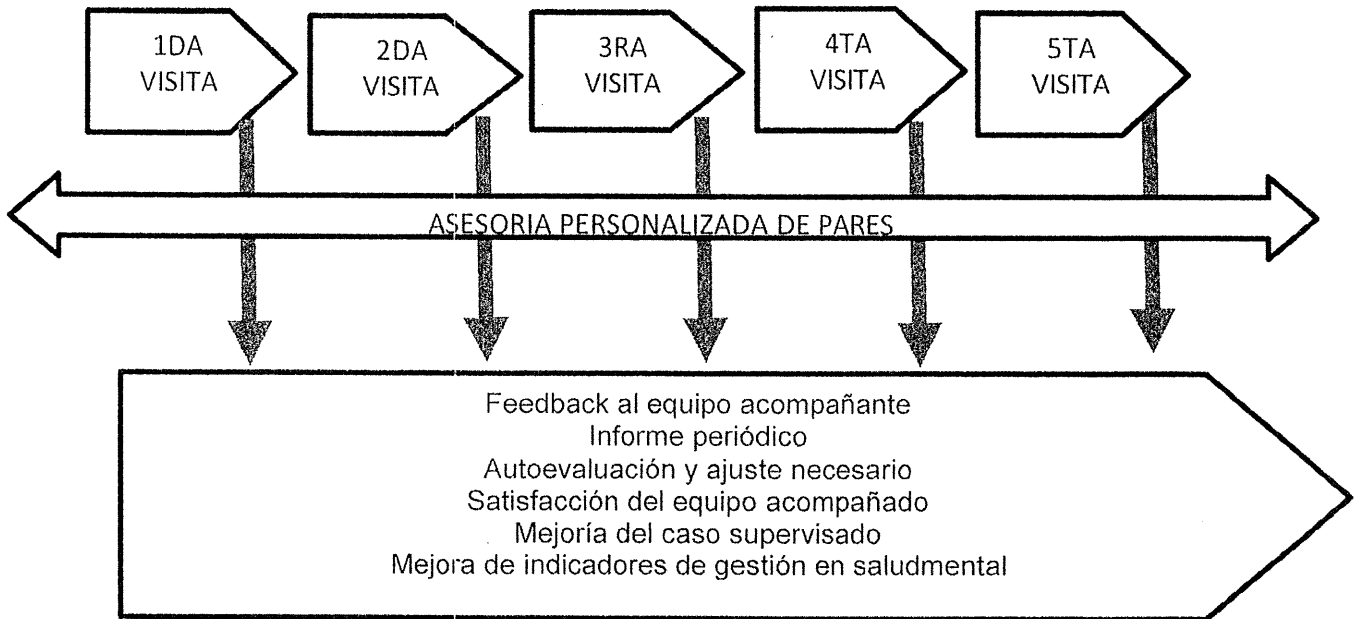 1DA
VISITA
2DA
VISITA
3RA
VISITA
4TA
VISITA
5TA
VISITA
ASESORIA PERSONALIZADA DE PARES
Feedback al equipo acompañante
Informe periódico
Autoevaluación y ajuste necesario
Satisfacción del equipo acompañado
Mejoría del caso supervisado
Mejora de indicadores de gestión en saludmental